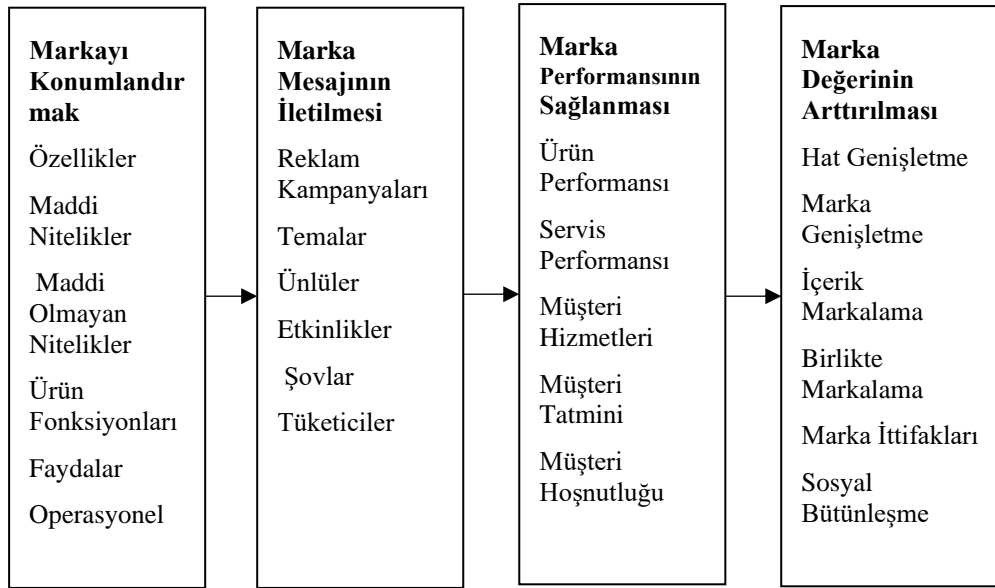 Markayı
Konumlandır
mak
Özellikler
Maddi
Nitelikler
Maddi
Olmayan
Nitelikler
Ürün
Fonksiyonları
Faydalar
Operasyonel
Marka
Mesajının
İletilmesi
Reklam
Kampanyaları
Temalar
Ünlüler
Etkinlikler
Şovlar
Tüketiciler
Marka
Performansının
Sağlanması
Ürün
Performansı
Servis
Performansı
Müşteri
Hizmetleri
Müşteri
Tatmini
Müşteri
Hoşnutluğu
Marka
Değerinin
Arttırılması
Hat Genişletme
Marka
Genişletme
İçerik
Markalama
Birlikte
Markalama
Marka İttifakları
Sosyal
Bütünleşme